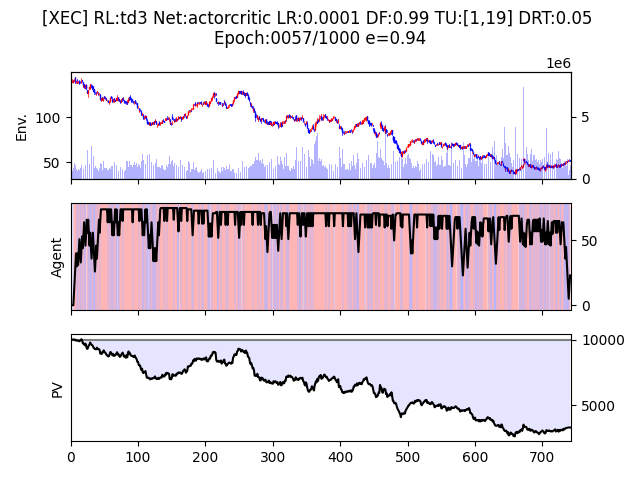 [XEC] RL:td3 Net:actorcritic LR:0.0001 DF:0.99 TU:[1,19] DRT:0.05
Epoch:0057/1000 e=0.94
1e6
Env.
100
50
5
0
Agent
50
0
PV
10000
5000
0 100 200 300 400 500 600 700